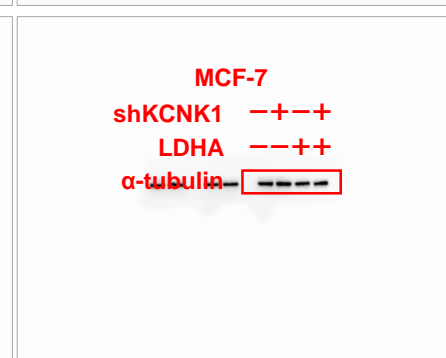 MCF-7
shKCNK1 −+−+
LDHA −−++
α-tubulin